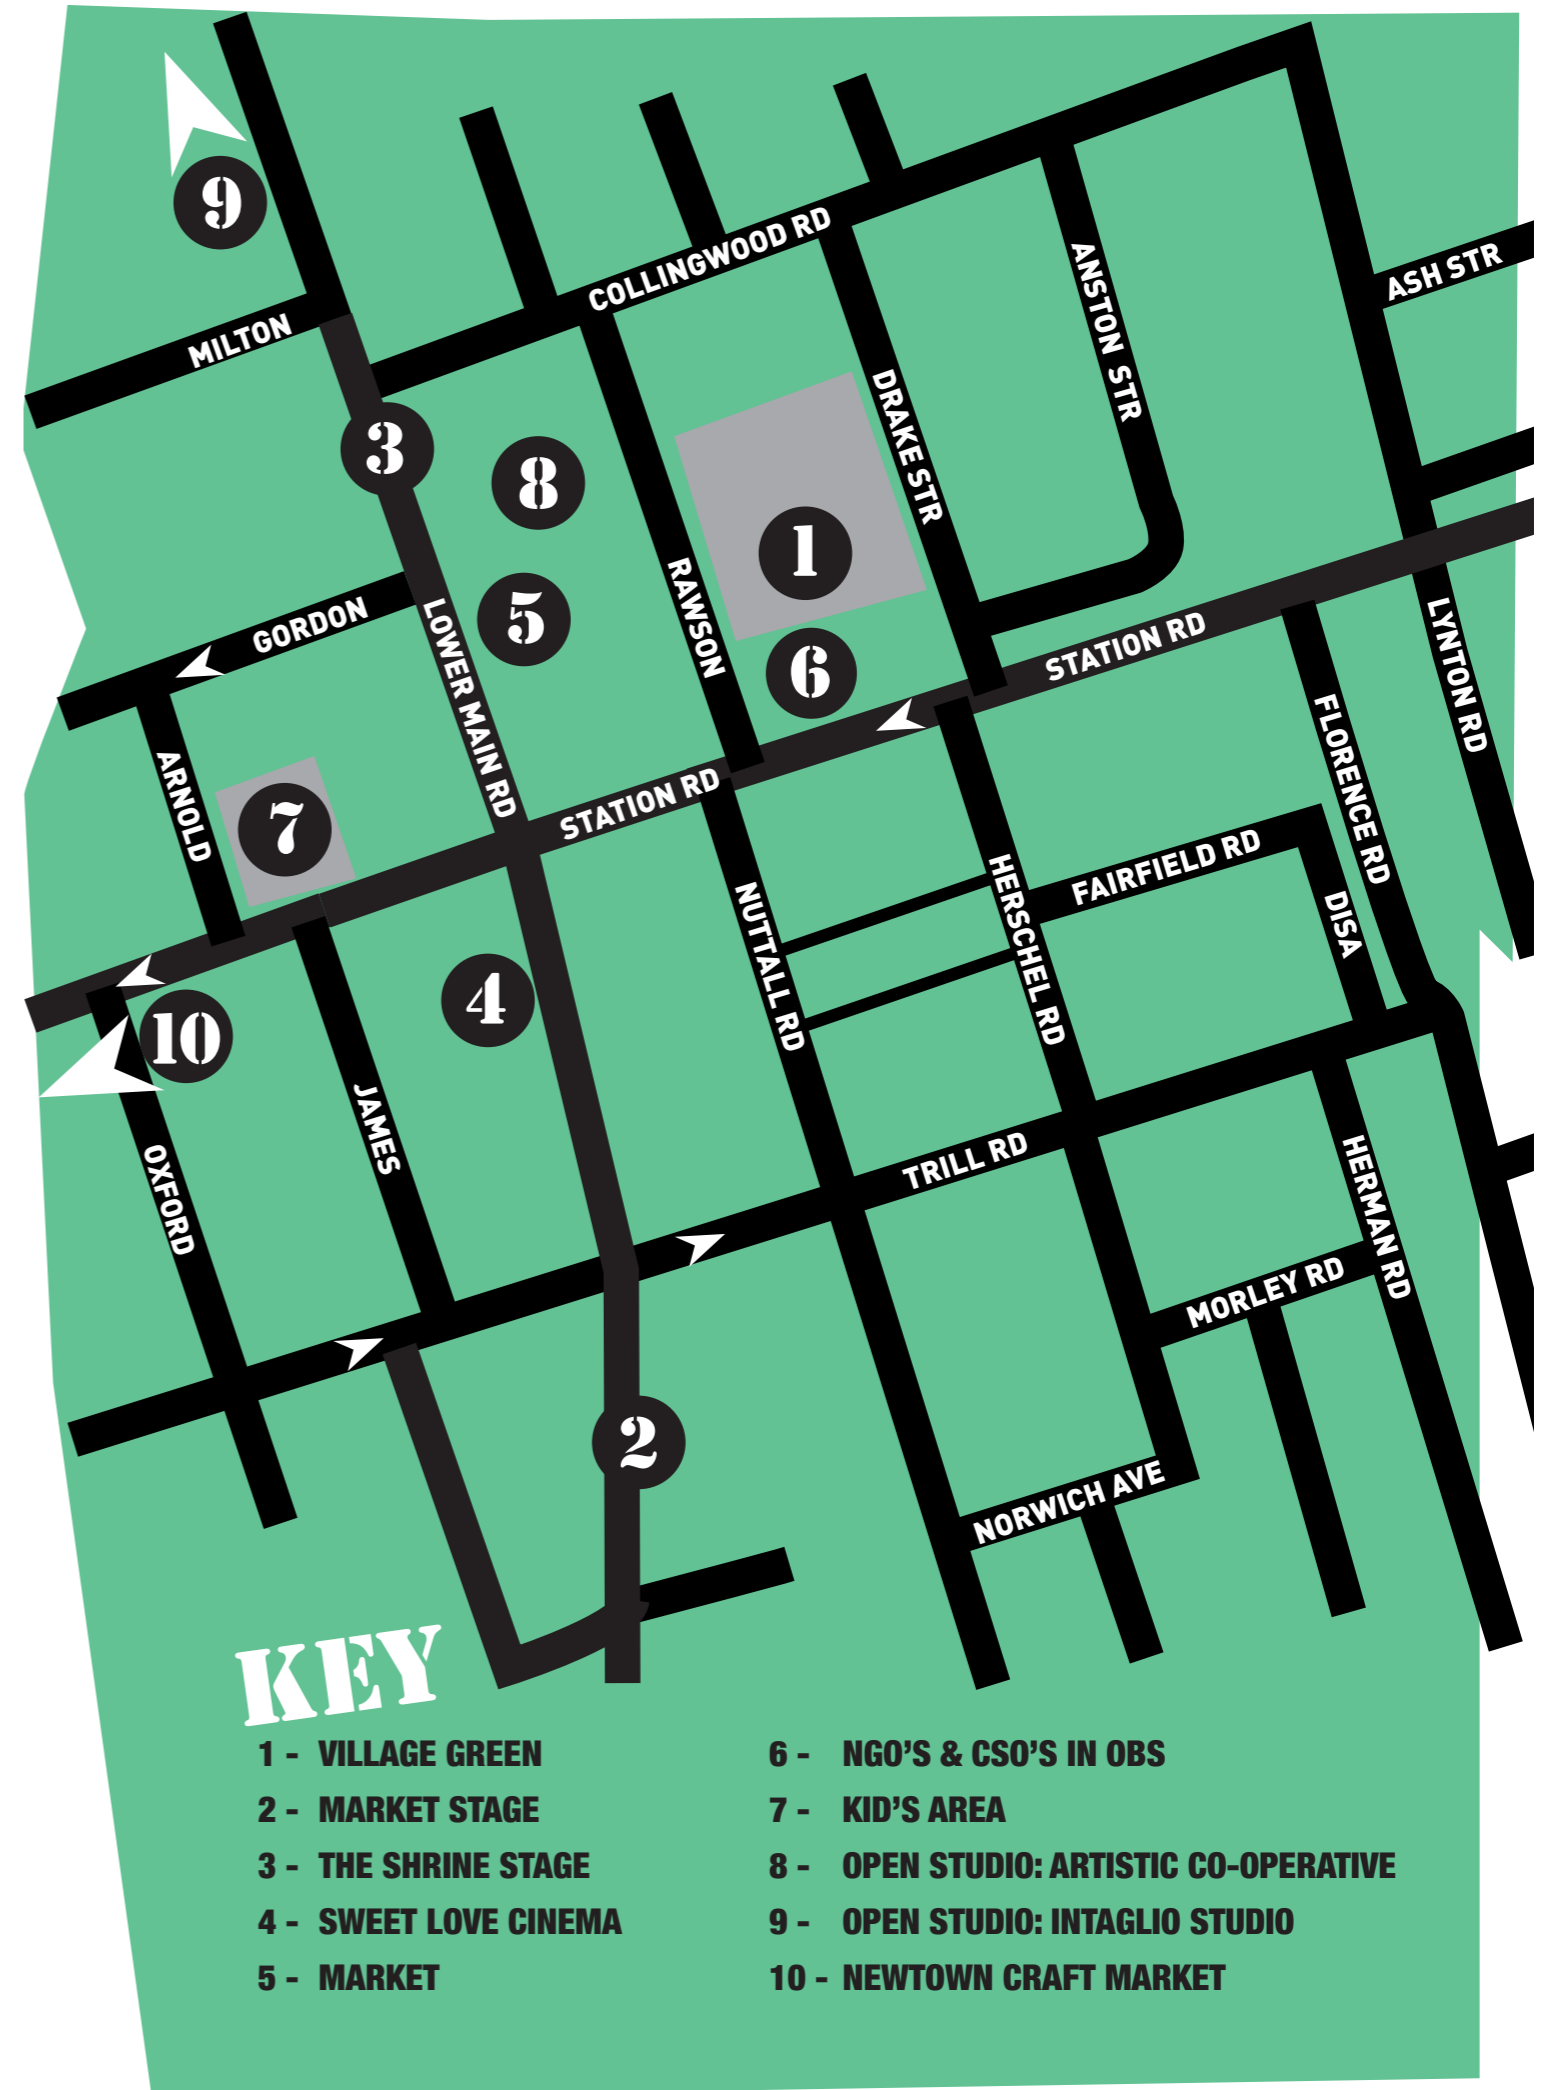 9
COLLINGWOOD RD
ANSTON STR
ASH STR
MILTON
3
8
DRAKE STR
1
RAWSON
5
GORDON
LOWER MAIN RD
6
STATION RD
LYNTON RD
FLORENCE RD
ARNOLD
7
STATION RD
FAIRFIELD RD
HERSCHEL RD
NUTTALL RD
DISA
4
10
JAMES
OXFORD
TRILL RD
HERMAN RD
MORLEY RD
2
NORWICH AVE
KEY
1 - VILLAGE GREEN
2 - MARKET STAGE
3 - THE SHRINE STAGE
4 - SWEET LOVE CINEMA
5 - MARKET
6 - NGO'S & CSO'S IN OBS
7 - KID'S AREA
8 - OPEN STUDIO: ARTISTIC CO-OPERATIVE
9 - OPEN STUDIO: INTAGLIO STUDIO
10 - NEWTOWN CRAFT MARKET